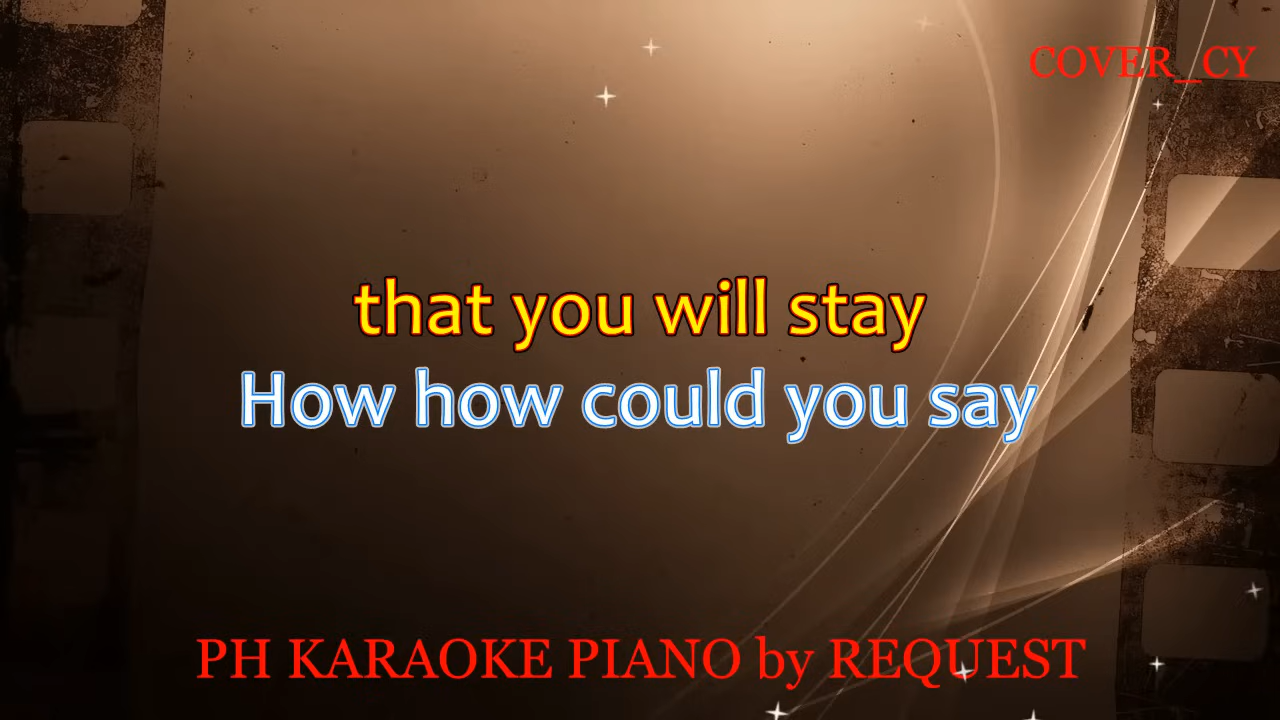 COVER_CY
that you will stay
How how could you say
PH KARAOKE PIANO by REQUEST